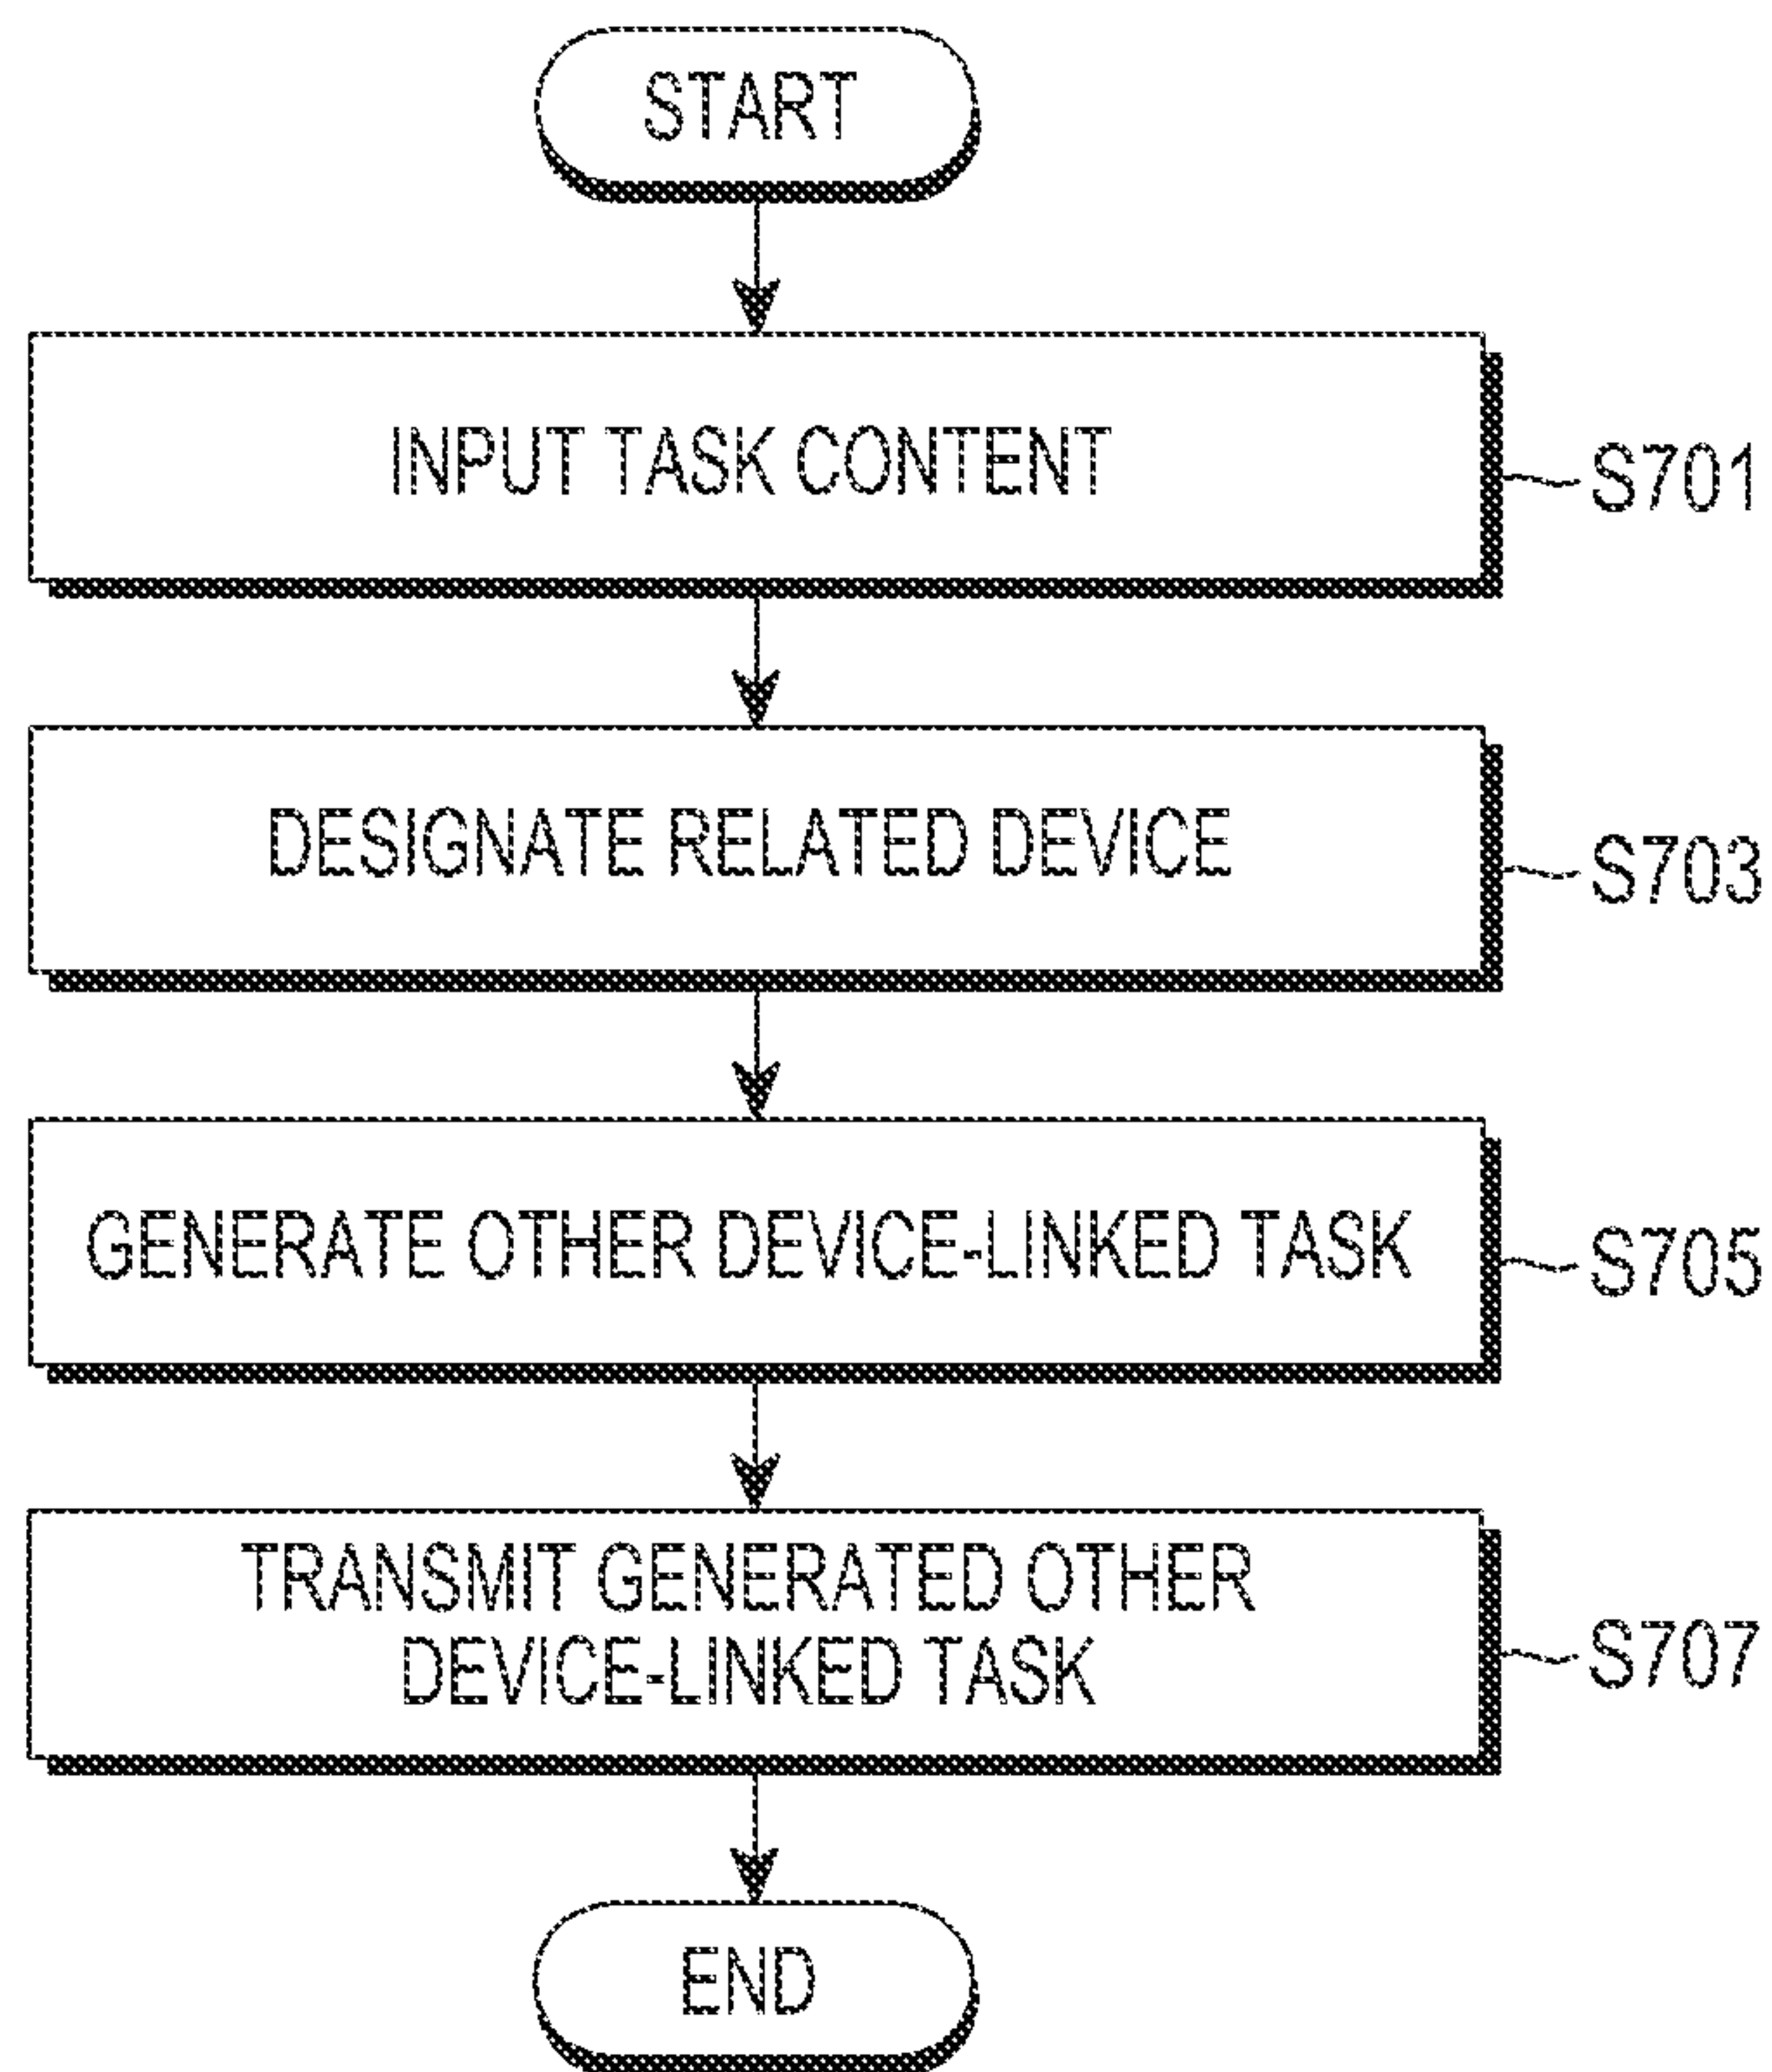 START
INPUT TASK CONTENT
S701
DESIGNATE RELATED DEVICE
S703
GENERATE OTHER DEVICE-LINKED TASK
S705
TRANSMIT GENERATED OTHER
DEVICE-LINKED TASK
S707
END